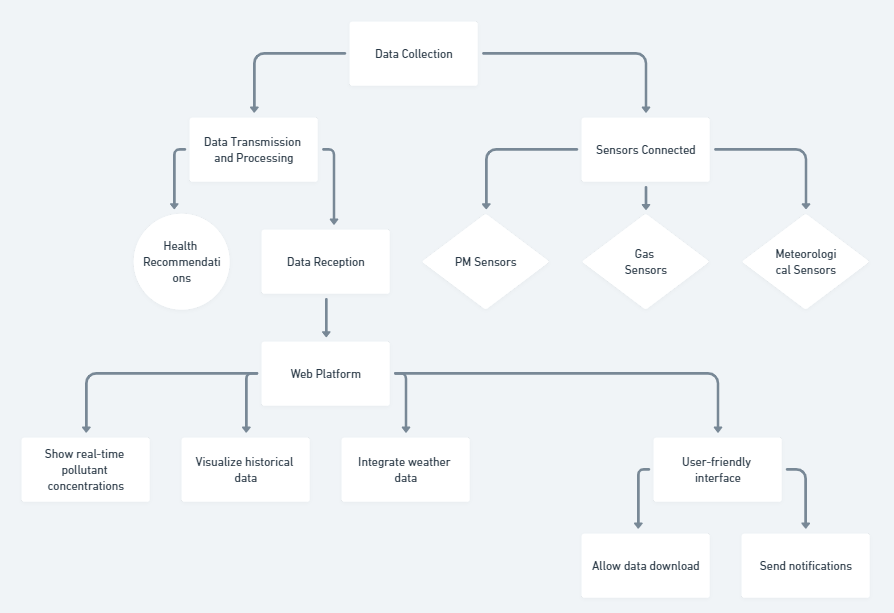 Data Collection
Data Transmission
and Processing
Sensors Connected
Health
Recommendati
ons
Data Reception
PM Sensors
Gas
Sensors
Meteorologi
cal Sensors
Web Platform
Show real-time
pollutant
concentrations
Visualize historical
data
Integrate weather
data
User-friendly
interface
Allow data download
Send notifications